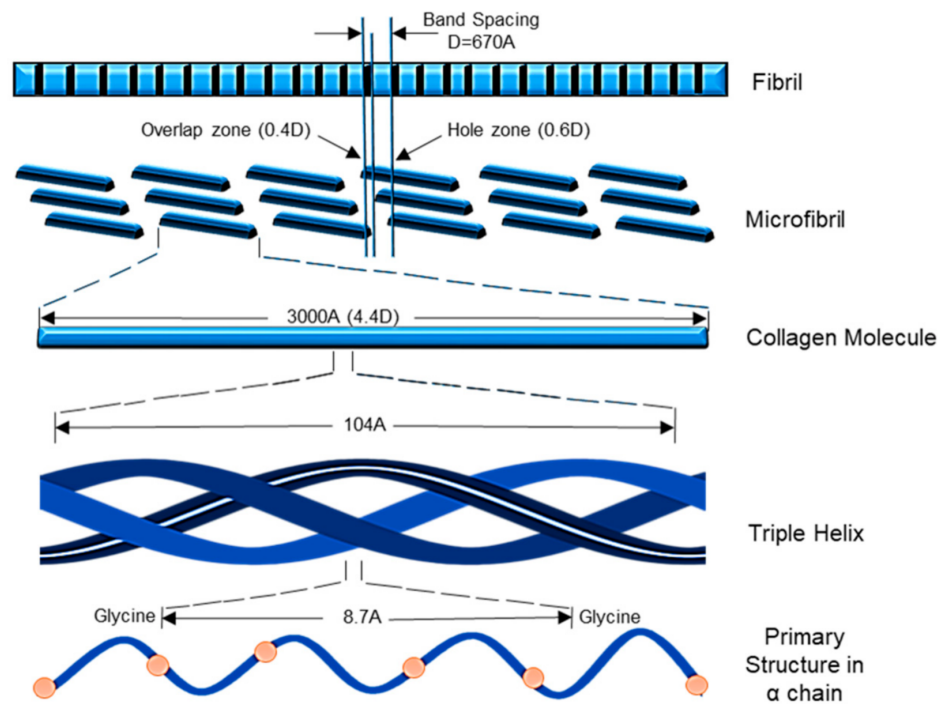 Band Spacing
D=670A
Fibril
Overlap zone (0.4D)
Hole zone (0.6D)
Microfibril
3000A (4.4D)
Collagen Molecule
104A
Triple Helix
Glycine
8.7A
Glycine
Primary
Structure in
α chain